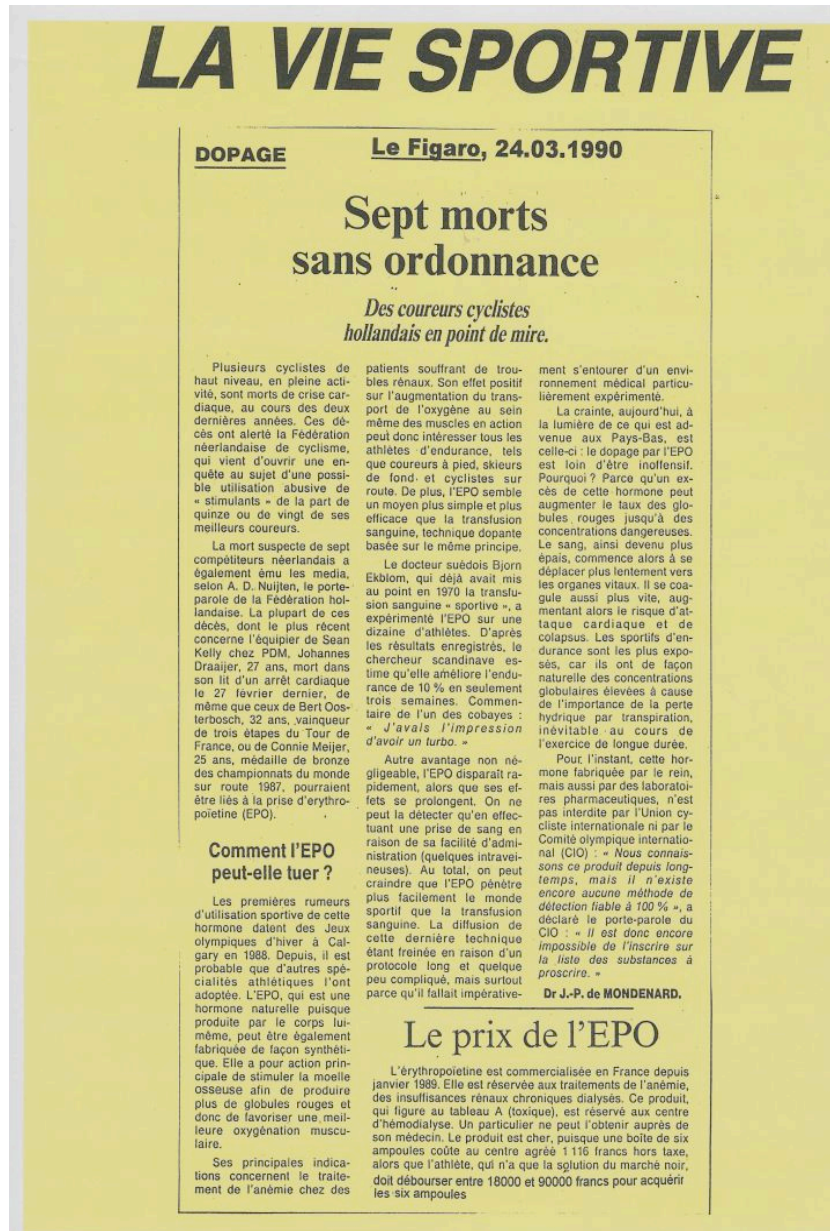 LA VIE SPORTIVE
DOPAGE
Le Figaro, 24.03.1990
Sept morts
sans ordonnance
Des coureurs cyclistes
hollandais en point de mire.
Plusieurs cyclistes de
haut niveau, en pleine acti-
vité, sont morts de crise car-
diaque, au cours des deux
dernières années. Ces dé-
cès ont alerté la Fédération
néerlandaise de cyclisme,
qui vient d'ouvrir une en-
quête au sujet d'une possi-
ble utilisation abusive de
« stimulants » de la part de
quinze ou de vingt de ses
meilleurs coureurs.
La mort suspecte de sept
compétiteurs néerlandais a
également ému les media,
selon A. D. Nuijten, le porte-
parole de la Fédération hol-
landaise. La plupart de ces
décès, dont le plus récent
concerne l'équipier de Sean
Kelly chez PDM, Johannes
Draaijer, 27 ans, mort dans
son lit d'un arrêt cardiaque
le 27 février dernier, de
même que ceux de Bert Oos-
terbosch, 32 ans, vainqueur
de trois étapes du Tour de
France, ou de Connie Meijer,
25 ans, médaille de bronze
des championnats du monde
sur route 1987, pourraient
être liés à la prise d'erythro-
poïetine (EPO).
Comment l'EPO
peut-elle tuer ?
Les premières rumeurs
d'utilisation sportive de cette
hormone datent des Jeux
olympiques d'hiver à Cal-
gary en 1988. Depuis, il est
probable que d'autres spé-
cialités athlétiques l'ont
adoptée. L'EPO, qui est une
hormone naturelle puisque
produite par le corps lui-
même, peut être également
fabriquée de façon synthéti-
que. Elle a pour action prin-
cipale de stimuler la moelle
osseuse afin de produire
plus de globules rouges et
donc de favoriser une meil-
leure oxygénation muscu-
laire.
Ses principales indica-
tions concernent le traite-
ment de l'anémie chez des
patients souffrant de trou-
bles rénaux. Son effet positif
sur l'augmentation du trans-
port de l'oxygène au sein
même des muscles en action
peut donc intéresser tous les
athlètes d'endurance, tels
que coureurs à pied, skieurs
de fond et cyclistes sur
route. De plus, l'EPO semble
un moyen plus simple et plus
efficace que la transfusion
sanguine, technique dopante
basée sur le même principe.
Le docteur suédois Bjorn
Ekblom, qui déjà avait mis
au point en 1970 la transfu-
sion sanguine « sportive », a
expérimenté l'EPO sur une
dizaine d'athlètes. D'après
les résultats enregistrés, le
chercheur scandinave es-
time qu'elle améliore l'endu-
rance de 10 % en seulement
trois semaines. Commen-
taire de l'un des cobayes :
« J'avais l'impression
d'avoir un turbo. »
Autre avantage non né-
gligeable, l'EPO disparaît ra-
pidement, alors que ses ef-
fets se prolongent. On ne
peut la détecter qu'en effec-
tuant une prise de sang en
raison de sa facilité d'admi-
nistration (quelques intravei-
neuses). Au total, on peut
craindre que l'EPO pénètre
plus facilement le monde
sportif que la transfusion
sanguine. La diffusion de
cette dernière technique
étant freinée en raison d'un
protocole long et quelque
peu compliqué, mais surtout
parce qu'il fallait impérative-
ment s'entourer d'un envi-
ronnement médical particu-
lièrement expérimenté.
La crainte, aujourd'hui, à
la lumière de ce qui est ad-
venue aux Pays-Bas, est
celle-ci : le dopage par l'EPO
est loin d'être inoffensif.
Pourquoi ? Parce qu'un ex-
cès de cette hormone peut
augmenter le taux des glo-
bules rouges jusqu'à des
concentrations dangereuses.
Le sang, ainsi devenu plus
épais, commence alors à se
déplacer plus lentement vers
les organes vitaux. Il se coa-
gule aussi plus vite, aug-
mentant alors le risque d'at-
taque cardiaque et de
colapsus. Les sportifs d'en-
durance sont les plus expo-
sés, car ils ont de façon
naturelle des concentrations
globulaires élevées à cause
de l'importance de la perte
hydrique par transpiration,
inévitable au cours de
l'exercice de longue durée.
Pour l'instant, cette hor-
mone fabriquée par le rein,
mais aussi par des laboratoi-
res pharmaceutiques, n'est
pas interdite par l'Union cy-
cliste internationale ni par le
Comité olympique internatio-
nal (CIO) : « Nous connais-
sons ce produit depuis long-
temps, mais il n'existe
encore aucune méthode de
détection fiable à 100 % », a
déclaré le porte-parole du
CIO : « Il est donc encore
impossible de l'inscrire sur
la liste des substances à
proscrire. »
Dr J.-P. de MONDENARD.
Le prix de l'EPO
L'érythropoïetine est commercialisée en France depuis
janvier 1989. Elle est réservée aux traitements de l'anémie,
des insuffisances rénaux chroniques dialysés. Ce produit,
qui figure au tableau A (toxique), est réservé aux centre
d'hémodialyse. Un particulier ne peut l'obtenir auprès de
son médecin. Le produit est cher, puisque une boîte de six
ampoules coûte au centre agréé 1 116 francs hors taxe,
alors que l'athlète, qui n'a que la solution du marché noir,
doit débourser entre 18000 et 90000 francs pour acquérir
les six ampoules